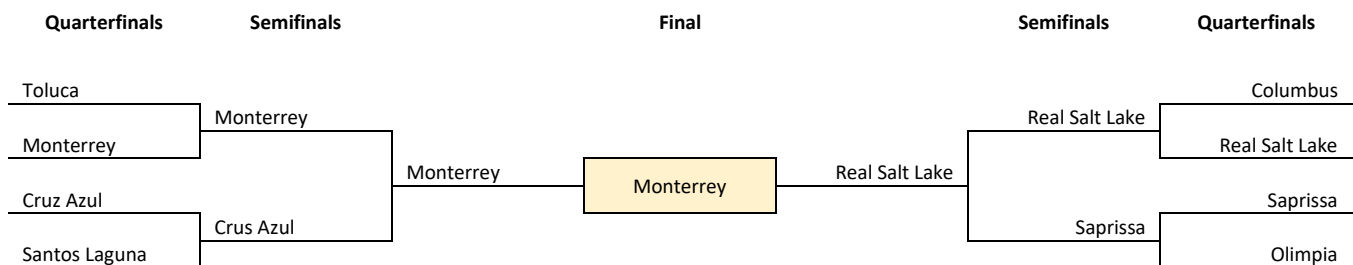 Quarterfinals Semifinals Final Semifinals Quarterfinals
Toluca Columbus
Monterrey Real Salt Lake
Monterrey Real Salt Lake
Monterrey Real Salt Lake
Monterrey
Cruz Azul Saprissa
Crus Azul Saprissa
Santos Laguna Olimpia